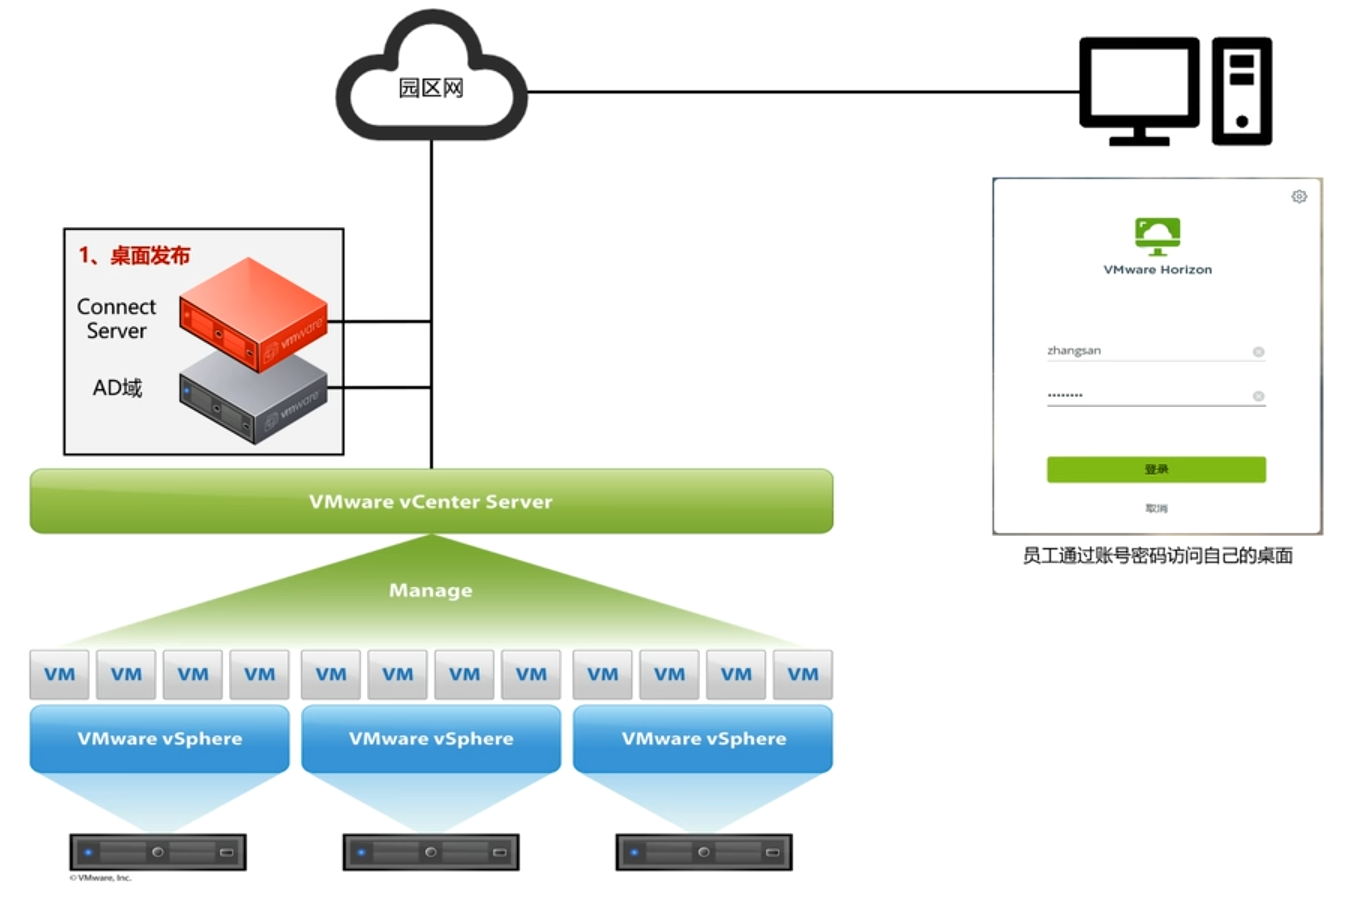 园区网
1、桌面发布
Connect
Server
AD域
vmware
vmware
VMware vCenter Server
Manage
VM VM VM VM VM VM VM VM VM VM VM VM
VMware vSphere VMware vSphere VMware vSphere
© VMware, Inc.
VMware Horizon
zhangsan
••••••••
登录
取消
员工通过账号密码访问自己的桌面